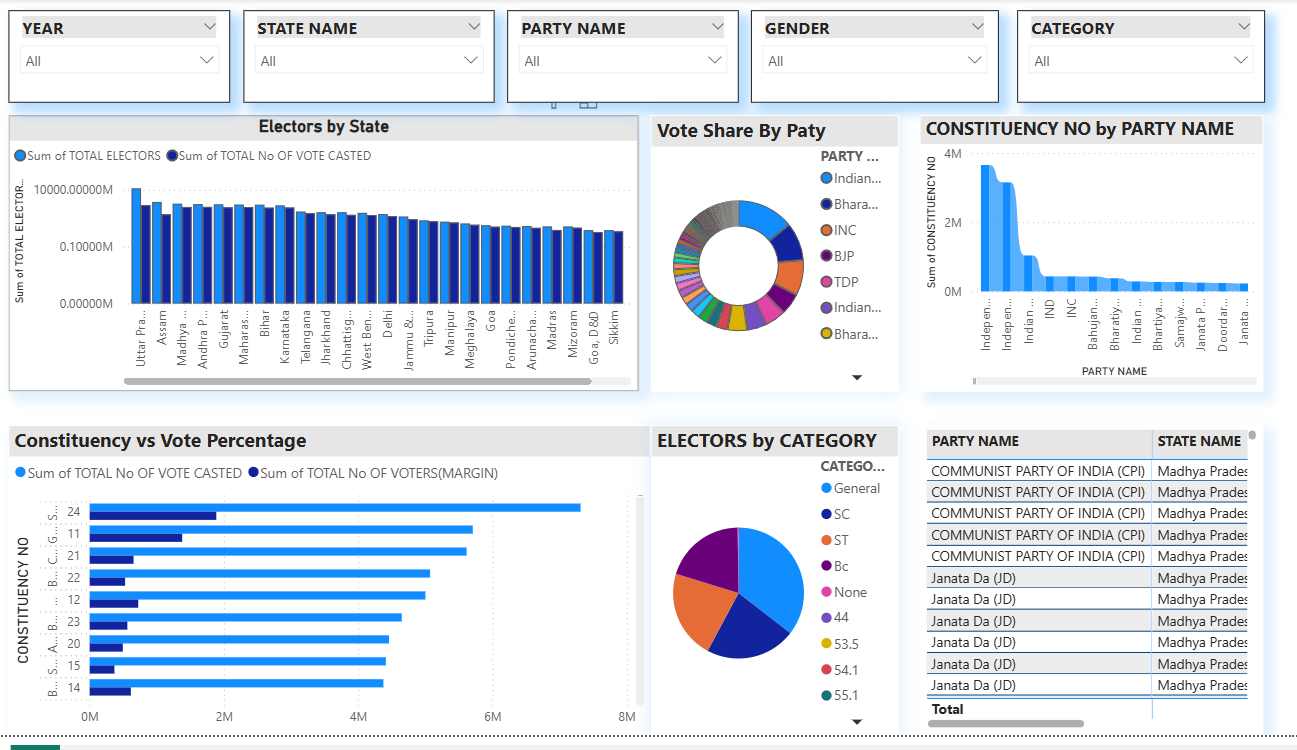 YEAR
All
STATE NAME
All
PARTY NAME
All
GENDER
All
CATEGORY
All
Electors by State
Sum of TOTAL ELECTORS
Sum of TOTAL No OF VOTE CASTED
Sum of TOTAL ELECTOR...
10000.00000M
0.10000M
0.00000M
Uttar Pra...
Assam
Madhya ...
Andhra P...
Gujarat
Maharas...
Bihar
Karnataka
Telangana
Jharkhand
Chhattisg...
West Ben...
Delhi
Jammu &...
Tripura
Manipur
Meghalaya
Goa
Pondiche...
Arunacha...
Madras
Mizoram
Goa, D&D
Sikkim
Vote Share By Paty
PARTY ...
Indian...
Bhara...
INC
BJP
TDP
Indian...
Bhara...
CONSTITUENCY NO by PARTY NAME
Sum of CONSTITUENCY NO
4M
2M
0M
Indepen...
Indepen...
Indian ...
IND
INC
Bahujan...
Bharatiy...
Indian ...
Bhartiya...
Samajw...
Janata P...
Doordar...
Janata ...
PARTY NAME
Constituency vs Vote Percentage
Sum of TOTAL No OF VOTE CASTED
Sum of TOTAL No OF VOTERS(MARGIN)
CONSTITUENCY NO
S... 24
G... 11
C... 21
B... 22
... 12
B... 23
A... 20
S... 15
B... 14
0M
2M
4M
6M
8M
ELECTORS by CATEGORY
CATEGO...
General
SC
ST
Bc
None
44
53.5
54.1
55.1
PARTY NAME STATE NAME
COMMUNIST PARTY OF INDIA (CPI) Madhya Prades
COMMUNIST PARTY OF INDIA (CPI) Madhya Prades
COMMUNIST PARTY OF INDIA (CPI) Madhya Prades
COMMUNIST PARTY OF INDIA (CPI) Madhya Prades
COMMUNIST PARTY OF INDIA (CPI) Madhya Prades
Janata Da (JD) Madhya Prades
Janata Da (JD) Madhya Prades
Janata Da (JD) Madhya Prades
Janata Da (JD) Madhya Prades
Janata Da (JD) Madhya Prades
Janata Da (JD) Madhya Prades
Total